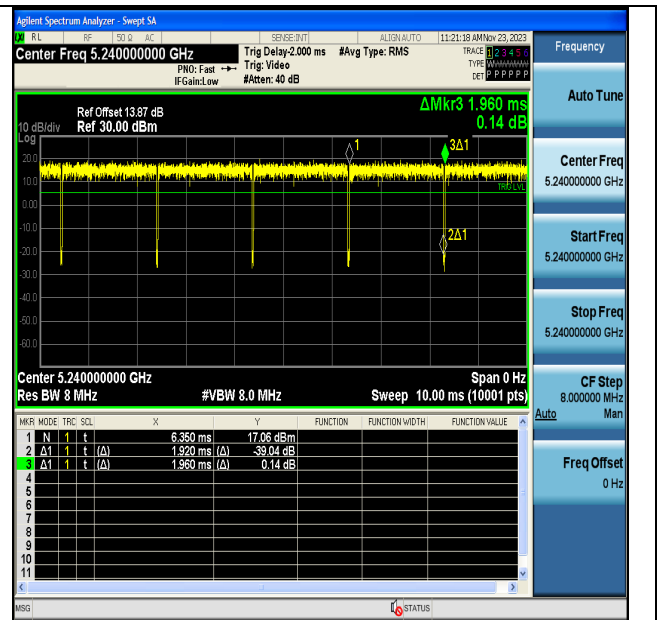 Agilent Spectrum Analyzer - Swept SA
RL RF 50 Ω AC SENSE:INT ALIGN AUTO 11:21:18 AM Nov 23, 2023
Center Freq 5.240000000 GHz
PNO: Fast
IFGain:Low
Trig Delay-2.000 ms
Trig: Video
#Atten: 40 dB
#Avg Type: RMS
TRACE 1 2 3 4 5 6
TYPE W
DET P P P P P P
Frequency
Auto Tune
Center Freq
5.240000000 GHz
Start Freq
5.240000000 GHz
Stop Freq
5.240000000 GHz
CF Step
8.000000 MHz
Auto Man
Freq Offset
0 Hz
ΔMkr3 1.960 ms
0.14 dB
Ref Offset 13.87 dB
10 dB/div Ref 30.00 dBm
Log
20.0
10.0
0.00
-10.0
-20.0
-30.0
-40.0
-50.0
-60.0
1
3Δ1
TRIG LVL
2Δ1
Center 5.240000000 GHz Span 0 Hz
Res BW 8 MHz #VBW 8.0 MHz Sweep 10.00 ms (10001 pts)
MKR MODE TRC SCL X Y FUNCTION FUNCTION WIDTH FUNCTION VALUE
1 N 1 t 6.350 ms 17.06 dBm
2 Δ1 1 t (Δ) 1.920 ms (Δ) -39.04 dB
3 Δ1 1 t (Δ) 1.960 ms (Δ) 0.14 dB
4
5
6
7
8
9
10
11
MSG STATUS